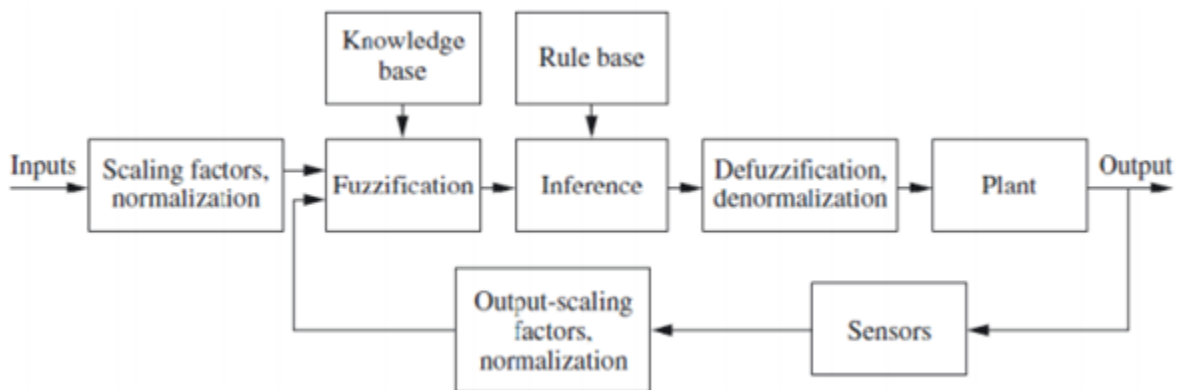 Knowledge
base
Rule base
Inputs
Scaling factors,
normalization
Fuzzification
Inference
Defuzzification,
denormalization
Plant
Output
Output-scaling
factors,
normalization
Sensors